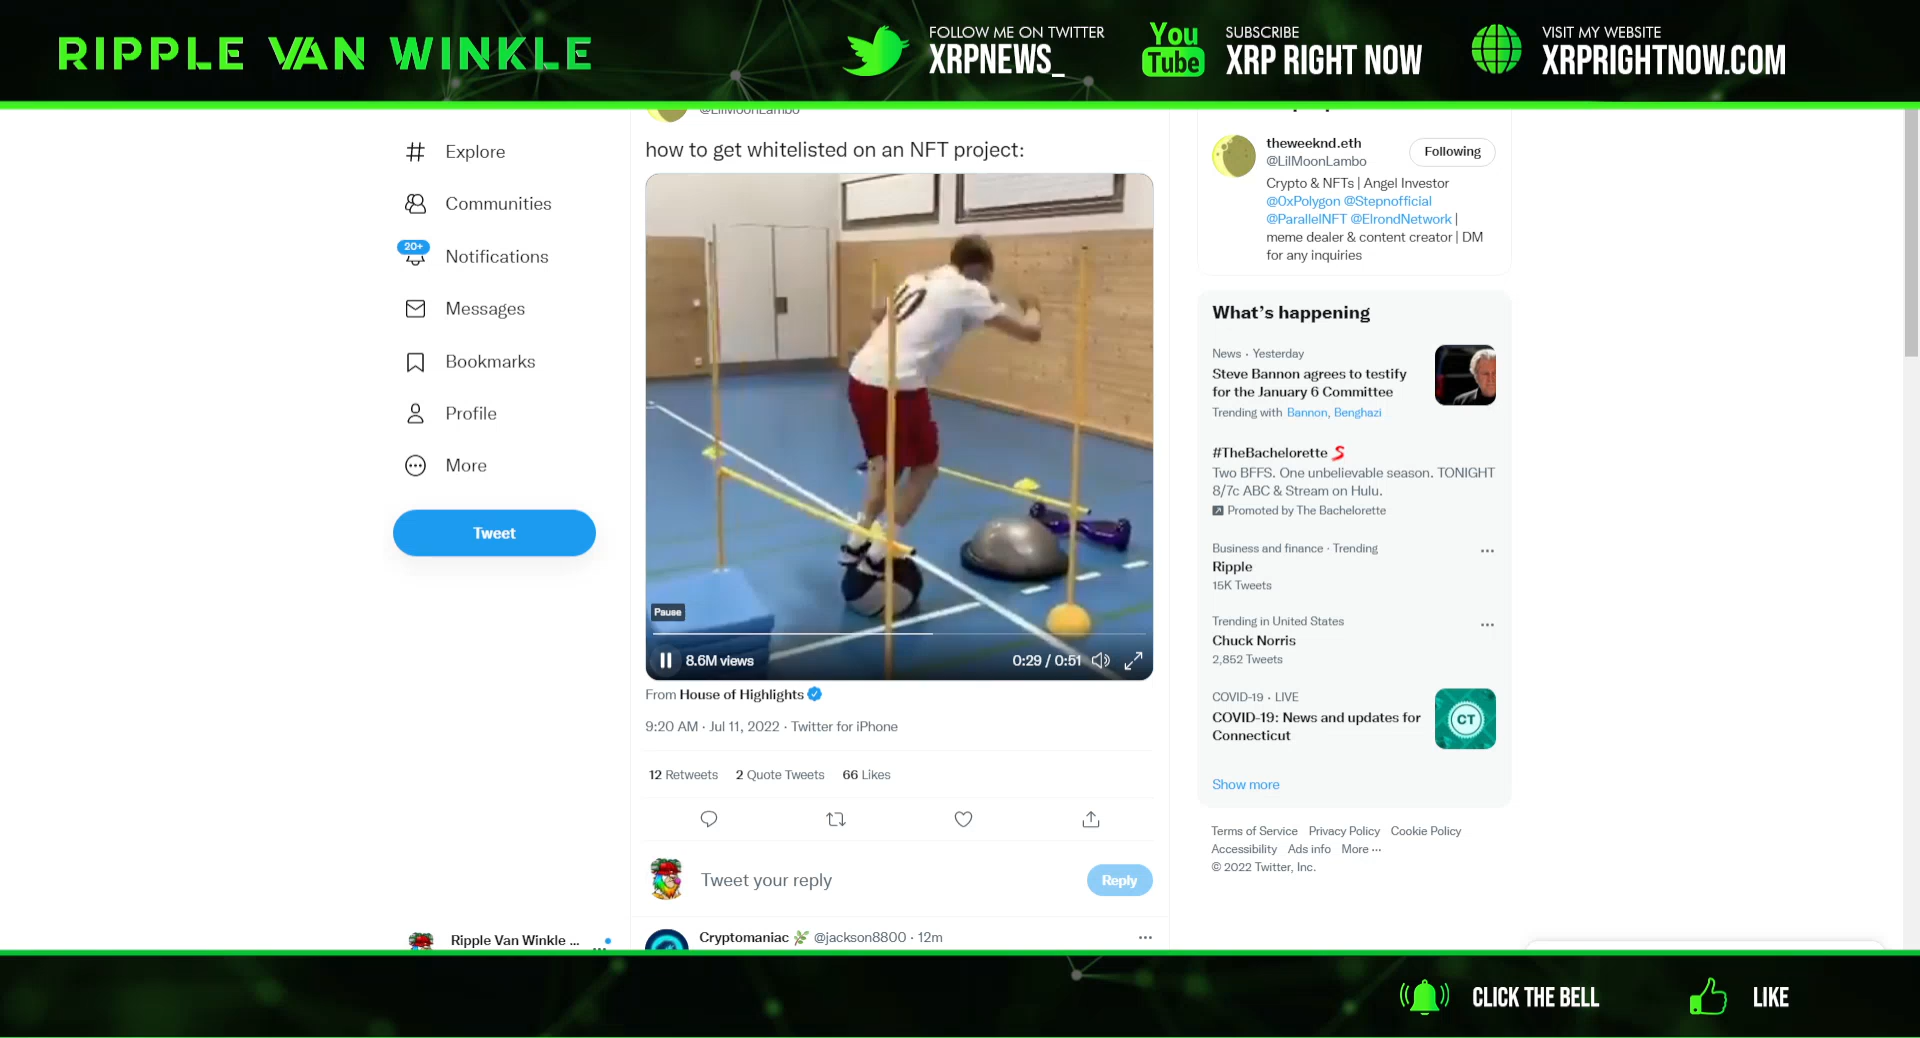 RIPPLE VAN WINKLE
FOLLOW ME ON TWITTER
XRPNEWS_
You
Tube
SUBSCRIBE
XRP RIGHT NOW
VISIT MY WEBSITE
XRPRIGHTNOW.COM
Explore
Communities
20+
Notifications
Messages
Bookmarks
Profile
More
Tweet
Ripple Van Winkle ...
@LilMoonLambo
how to get whitelisted on an NFT project:
Pause
8.6M views
0:29 / 0:51
From House of Highlights
9:20 AM · Jul 11, 2022 · Twitter for iPhone
12 Retweets 2 Quote Tweets 66 Likes
Tweet your reply
Reply
Cryptomaniac @jackson8800 · 12m
theweeknd.eth
@LilMoonLambo
Following
Crypto & NFTs | Angel Investor
@0xPolygon @Stepnofficial
@ParallelNFT @ElrondNetwork |
meme dealer & content creator | DM
for any inquiries
What's happening
News · Yesterday
Steve Bannon agrees to testify
for the January 6 Committee
Trending with Bannon, Benghazi
#TheBachelorette
Two BFFS. One unbelievable season. TONIGHT
8/7c ABC & Stream on Hulu.
Promoted by The Bachelorette
Business and finance · Trending
Ripple
15K Tweets
Trending in United States
Chuck Norris
2,852 Tweets
COVID-19 · LIVE
COVID-19: News and updates for
Connecticut
CT
Show more
Terms of Service Privacy Policy Cookie Policy
Accessibility Ads info More ...
© 2022 Twitter, Inc.
CLICK THE BELL
LIKE